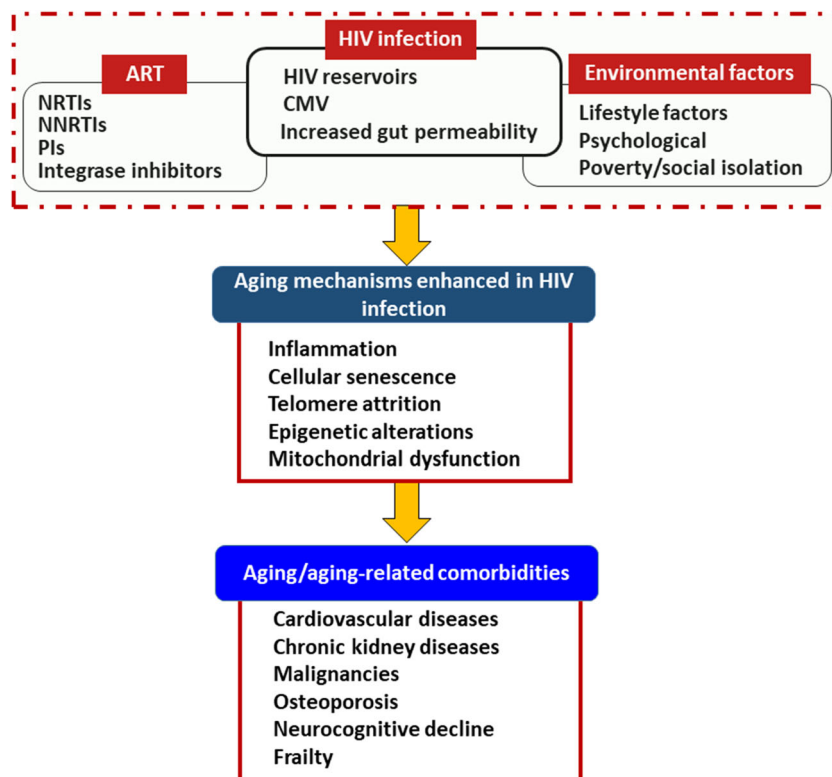 HIV infection
HIV reservoirs
CMV
Increased gut permeability
ART
NRTIs
NNRTIs
PIs
Integrase inhibitors
Environmental factors
Lifestyle factors
Psychological
Poverty/social isolation
Aging mechanisms enhanced in HIV
infection
Inflammation
Cellular senescence
Telomere attrition
Epigenetic alterations
Mitochondrial dysfunction
Aging/aging-related comorbidities
Cardiovascular diseases
Chronic kidney diseases
Malignancies
Osteoporosis
Neurocognitive decline
Frailty